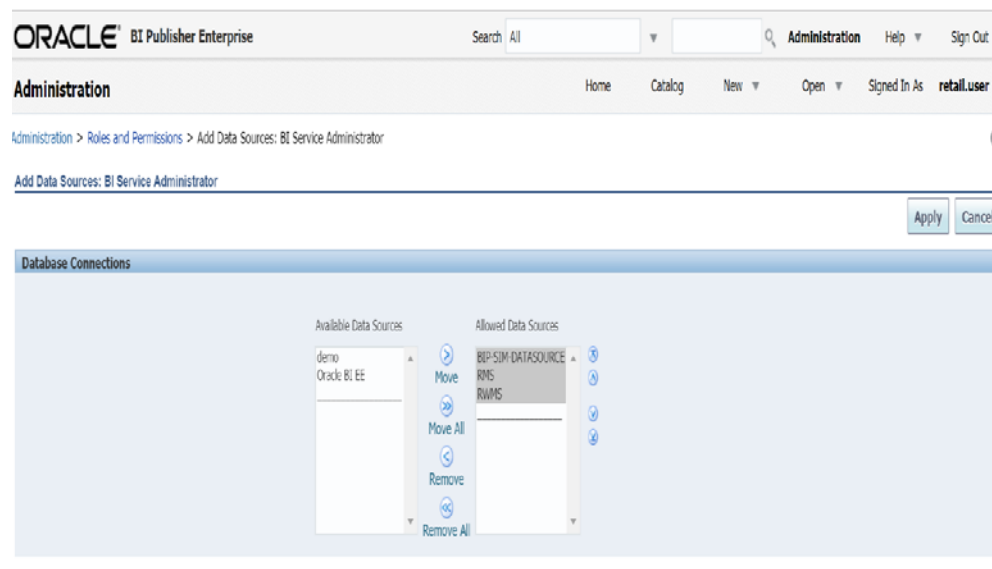 ORACLE® BI Publisher Enterprise Search All Administration Help Sign Out
Administration Home Catalog New Open Signed In As retail.user
Administration > Roles and Permissions > Add Data Sources: BI Service Administrator
Add Data Sources: BI Service Administrator
Apply Cancel
Database Connections
Available Data Sources
demo
Oracle BI EE
Move
Move All
Remove
Remove All
Allowed Data Sources
BIP-SIM-DATASOURCE
RMS
RWMS